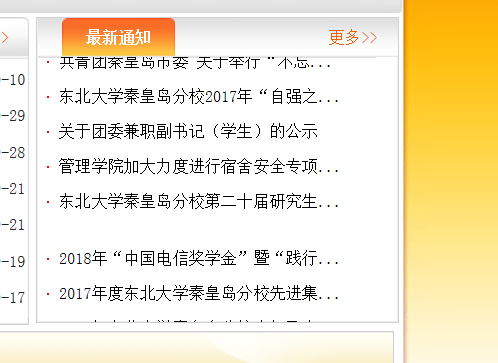 最新通知
更多>>
共青团秦皇岛市委 关于举行“不忘...
-10
东北大学秦皇岛分校2017年“自强之...
-29
关于团委兼职副书记（学生）的公示
-28
管理学院加大力度进行宿舍安全专项...
-21
东北大学秦皇岛分校第二十届研究生...
-21
2018年“中国电信奖学金”暨“践行...
-19
2017年度东北大学秦皇岛分校先进集...
-17